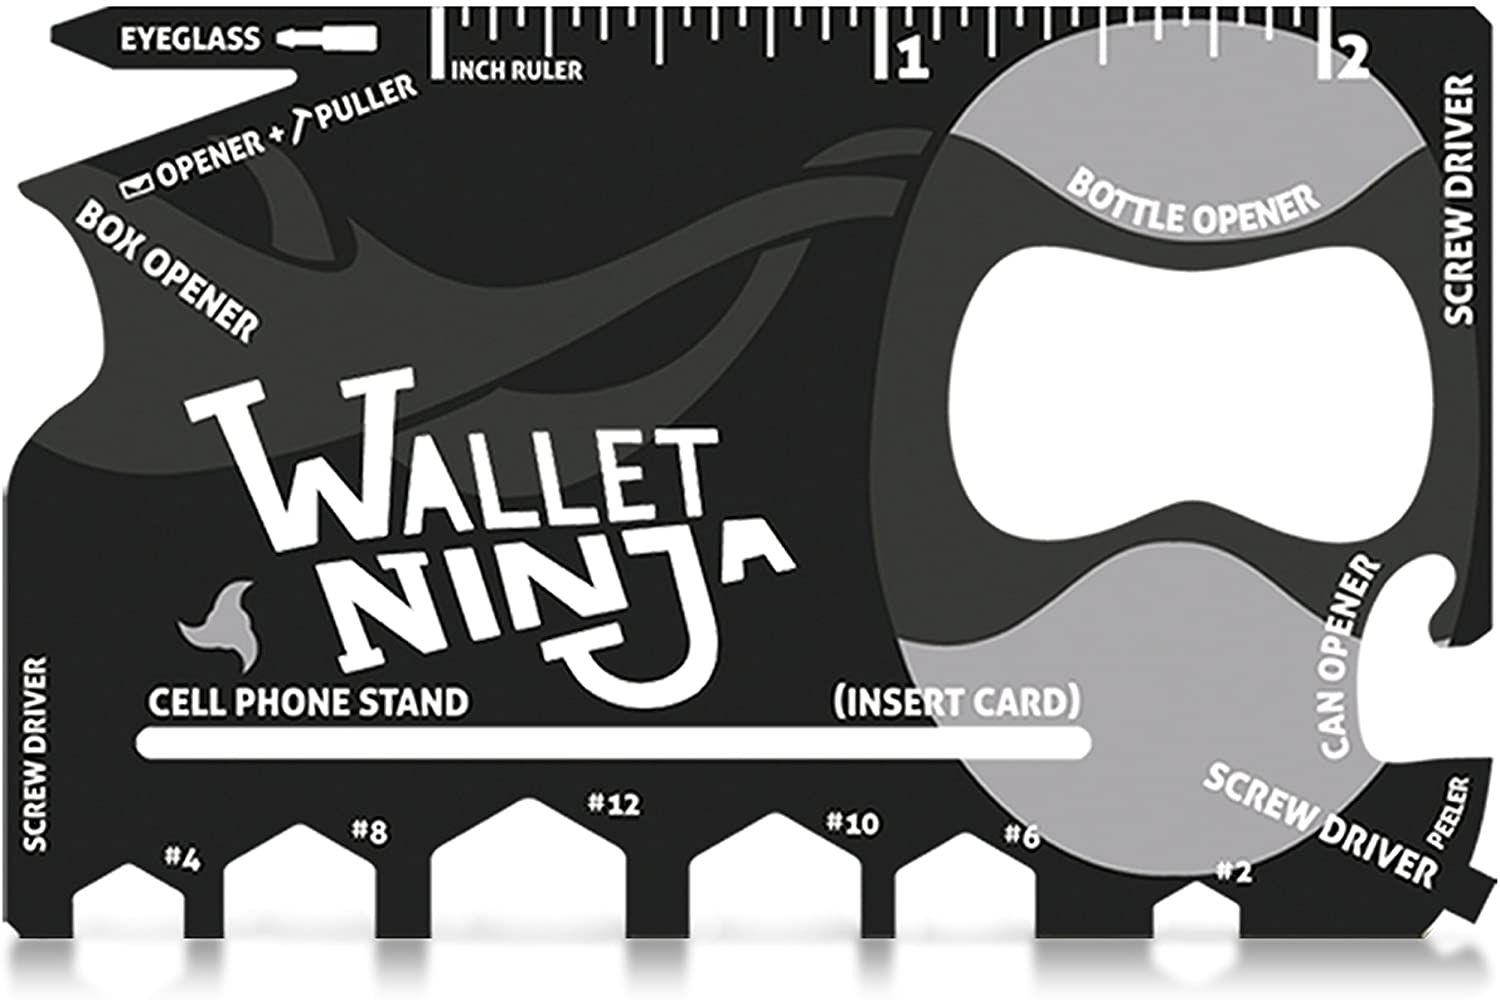 EYEGLASS
INCH RULER
1
2
OPENER + PULLER
BOX OPENER
BOTTLE OPENER
SCREW DRIVER
WALLET
NINJA
CAN OPENER
SCREW DRIVER
CELL PHONE STAND
(INSERT CARD)
SCREW DRIVER
PEELER
#4
#8
#12
#10
#6
#2